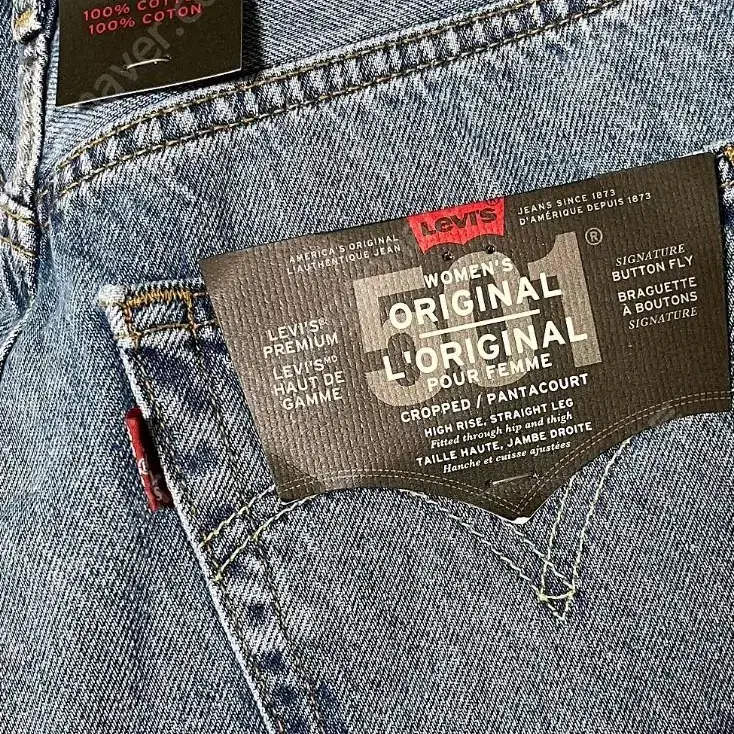 100% COTTON
100% COTON
AMERICA'S ORIGINAL
L'AUTHENTIQUE JEAN
LEVI'S
JEANS SINCE 1873
D'AMÉRIQUE DEPUIS 1873
501®
WOMEN'S
ORIGINAL
L'ORIGINAL
POUR FEMME
CROPPED / PANTACOURT
HIGH RISE, STRAIGHT LEG
Fitted through hip and thigh
TAILLE HAUTE, JAMBE DROITE
Hanche et cuisse ajustées
LEVI'S®
PREMIUM
LEVI'S MD
HAUT DE
GAMME
SIGNATURE
BUTTON FLY
BRAGUETTE
À BOUTONS
SIGNATURE